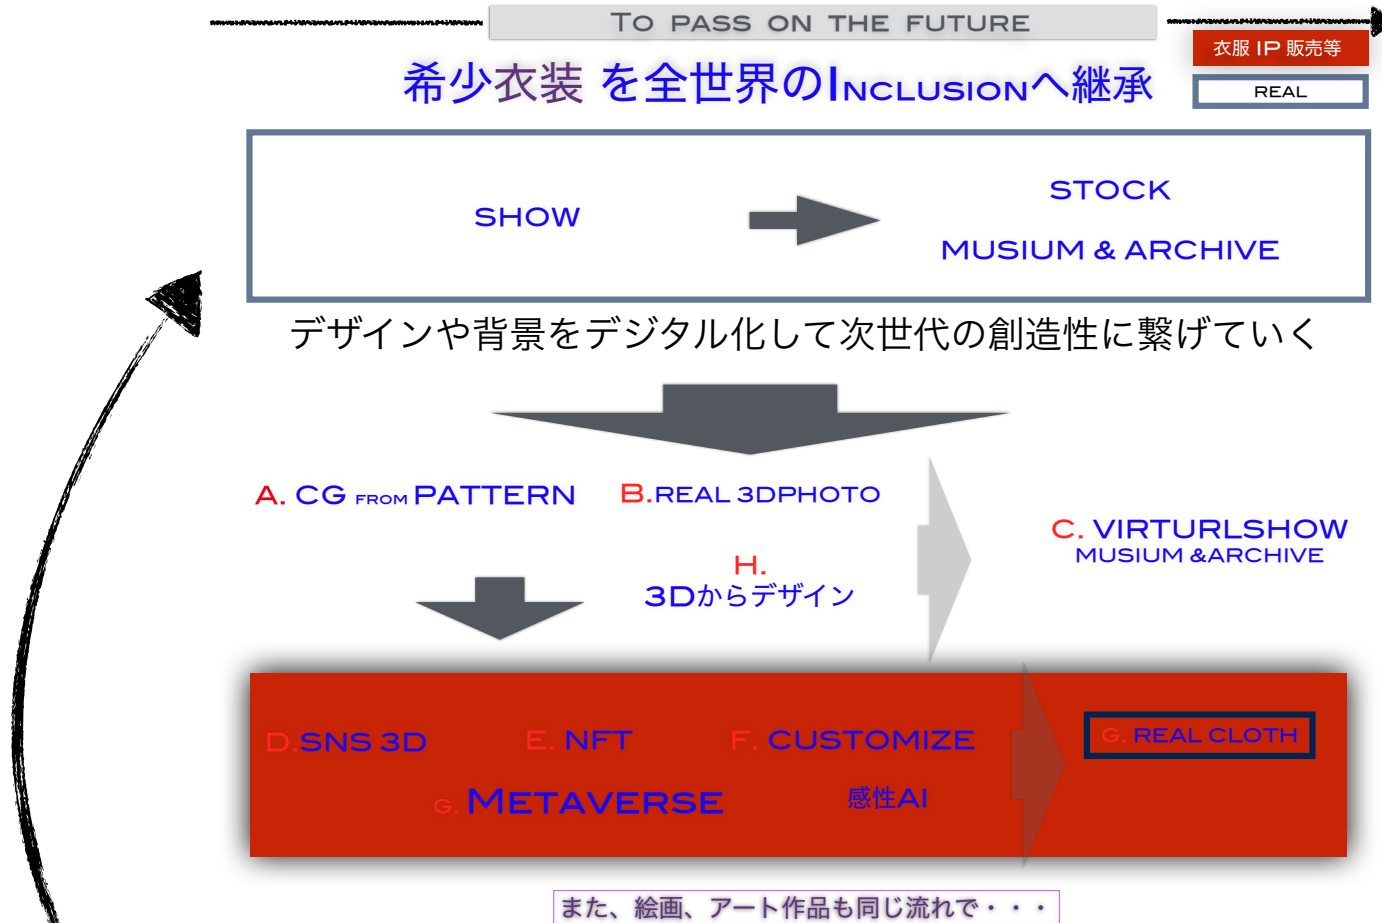 To pass on the future
衣服 IP 販売等
希少衣装 を全世界のInclusionへ継承
REAL
SHOW
STOCK
MUSIUM & ARCHIVE
デザインや背景をデジタル化して次世代の創造性に繋げていく
A. CG from PATTERN
B.REAL 3DPHOTO
C. VIRTURLSHOW
MUSIUM &ARCHIVE
H.
3Dからデザイン
D.SNS 3D
E. NFT
F. CUSTOMIZE
G. REAL CLOTH
G. Metaverse
感性AI
また、絵画、アート作品も同じ流れで・・・